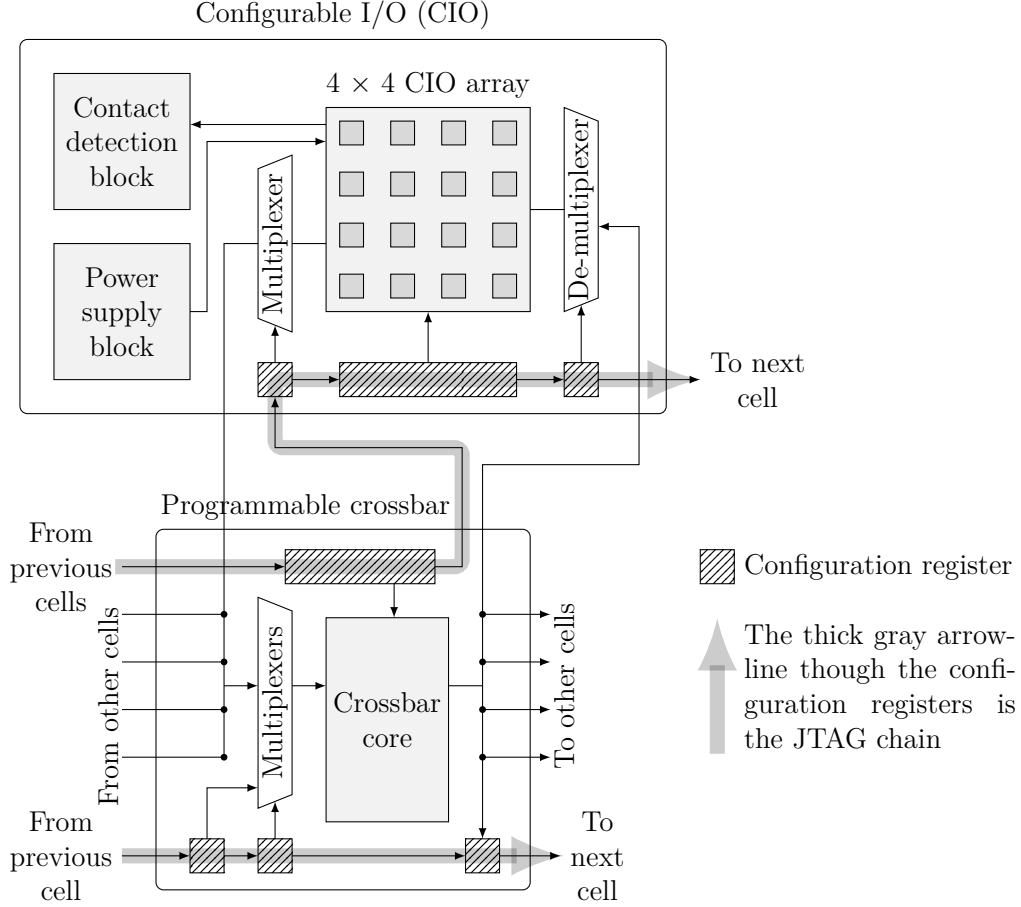 Configurable I/O (CIO)
Contact
detection
block
4 × 4 CIO array
Multiplexer
De-multiplexer
Power
supply
block
To next
cell
Programmable crossbar
From
previous
cells
From other cells
Multiplexers
Crossbar
core
To other cells
From
previous
cell
To
next
cell
Configuration register
The thick gray arrow-
line though the confi-
guration registers is
the JTAG chain